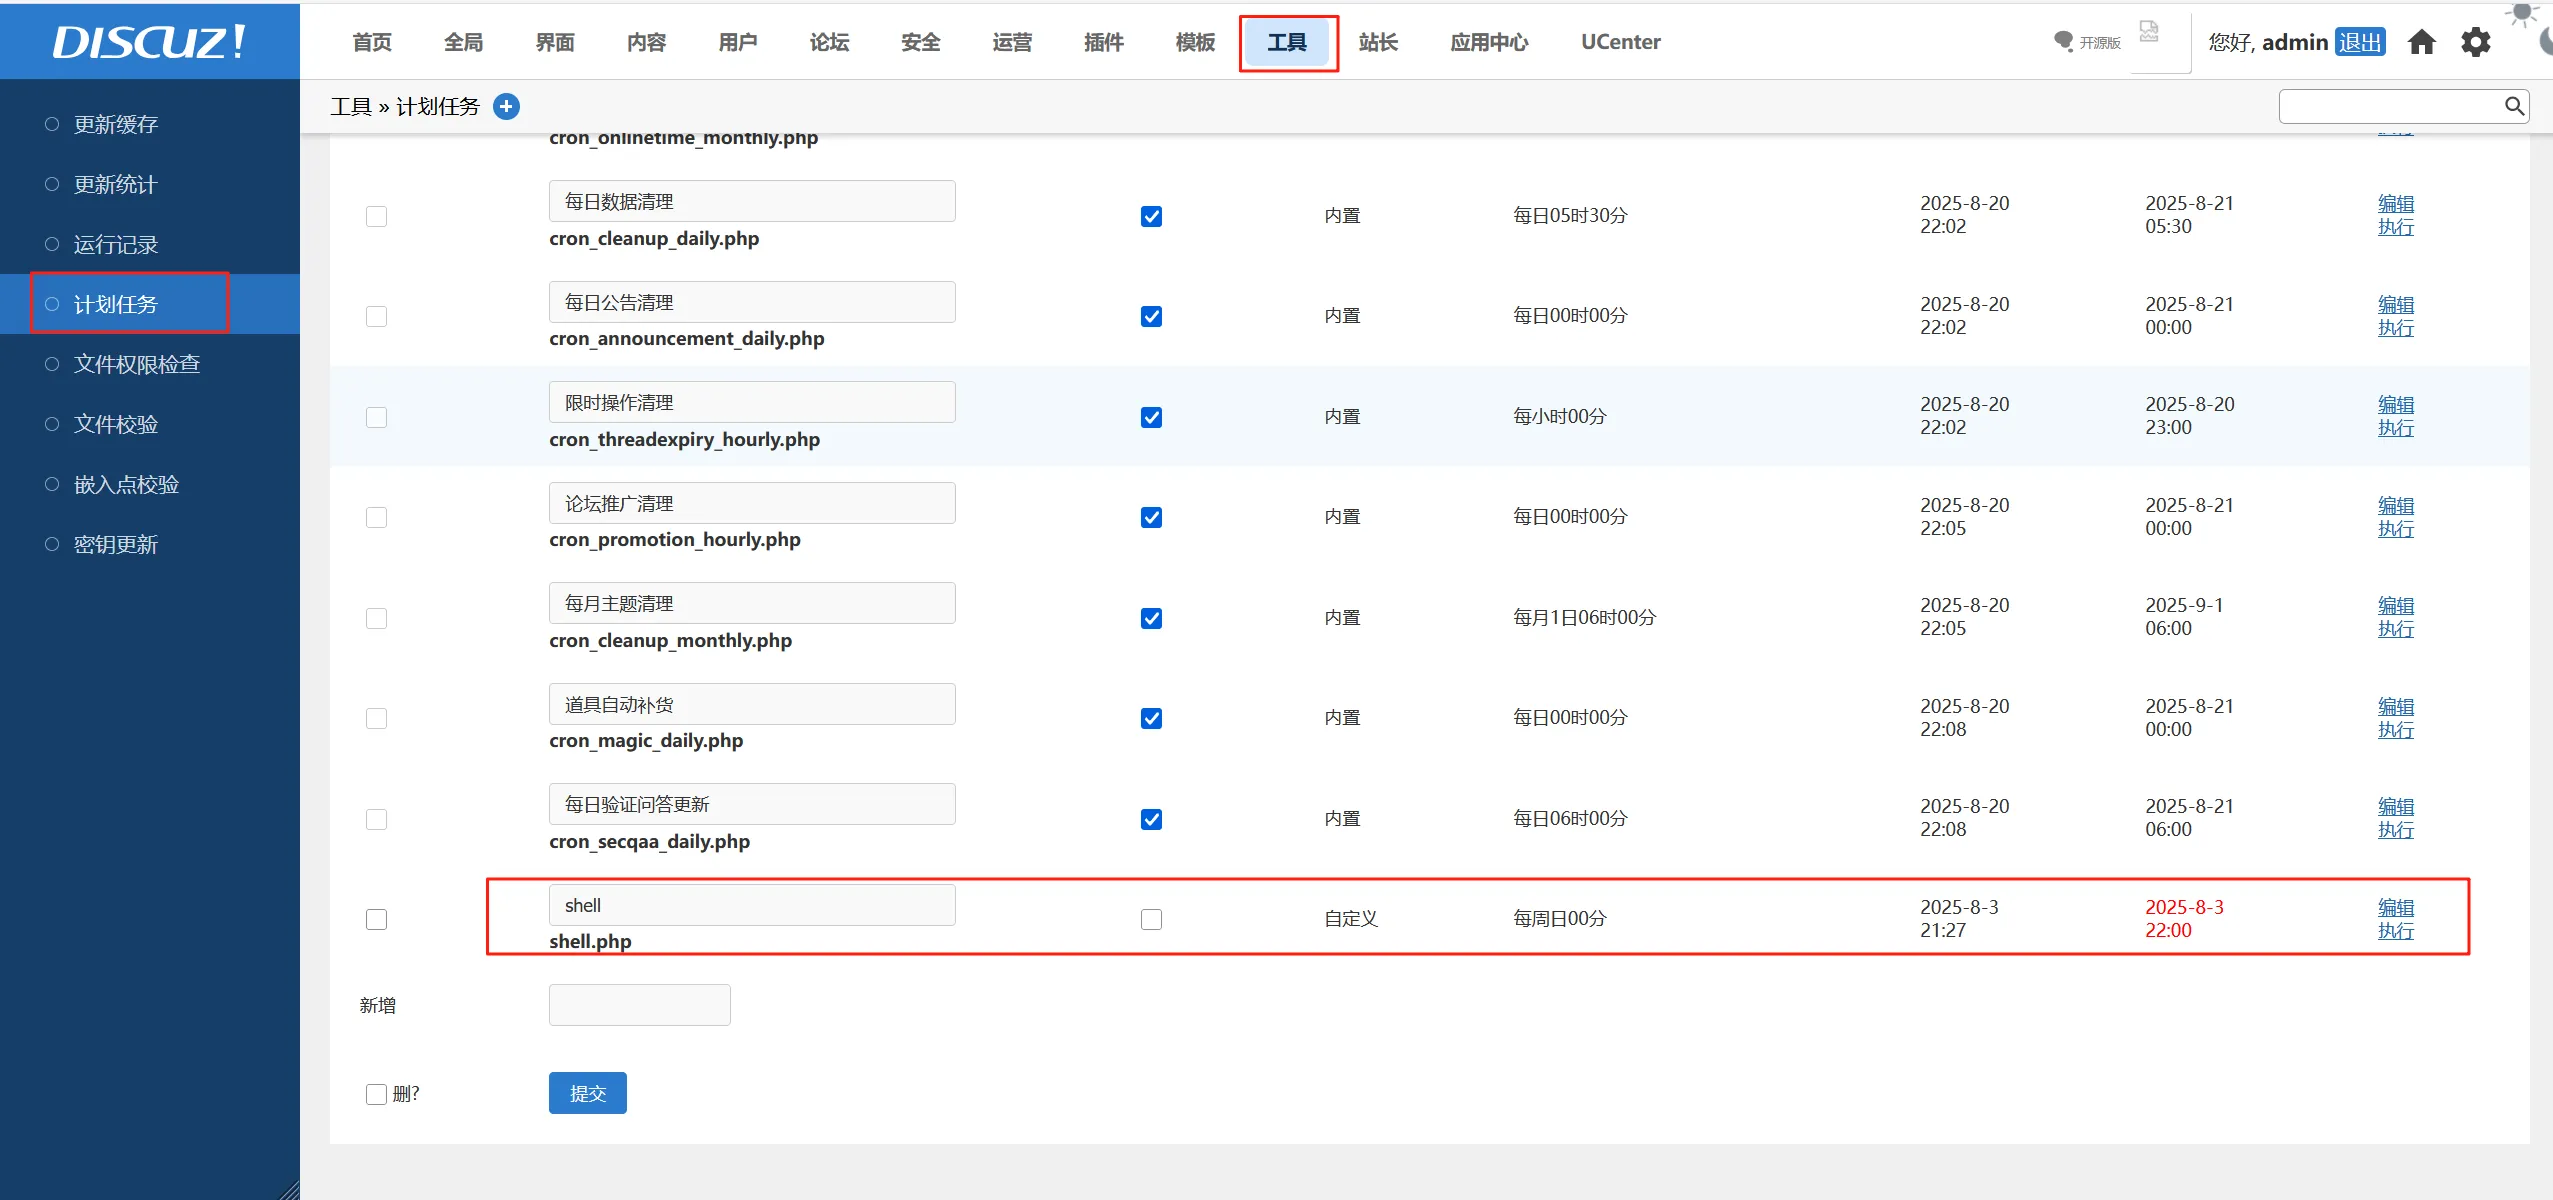 DISCUZ!
首页 全局 界面 内容 用户 论坛 安全 运营 插件 模板 工具 站长 应用中心 UCenter
开源版
您好, admin 退出
工具 » 计划任务
更新缓存
更新统计
运行记录
计划任务
文件权限检查
文件校验
嵌入点校验
密钥更新
cron_onlinetime_monthly.php 执行
每日数据清理
cron_cleanup_daily.php
内置 每日05时30分
2025-8-20 22:02
2025-8-21 05:30
编辑
执行
每日公告清理
cron_announcement_daily.php
内置 每日00时00分
2025-8-20 22:02
2025-8-21 00:00
编辑
执行
限时操作清理
cron_threadexpiry_hourly.php
内置 每小时00分
2025-8-20 22:02
2025-8-20 23:00
编辑
执行
论坛推广清理
cron_promotion_hourly.php
内置 每日00时00分
2025-8-20 22:05
2025-8-21 00:00
编辑
执行
每月主题清理
cron_cleanup_monthly.php
内置 每月1日06时00分
2025-8-20 22:05
2025-9-1 06:00
编辑
执行
道具自动补货
cron_magic_daily.php
内置 每日00时00分
2025-8-20 22:08
2025-8-21 00:00
编辑
执行
每日验证问答更新
cron_secqaa_daily.php
内置 每日06时00分
2025-8-20 22:08
2025-8-21 06:00
编辑
执行
shell
shell.php
自定义 每周日00分
2025-8-3 21:27
2025-8-3 22:00
编辑
执行
新增
删?
提交